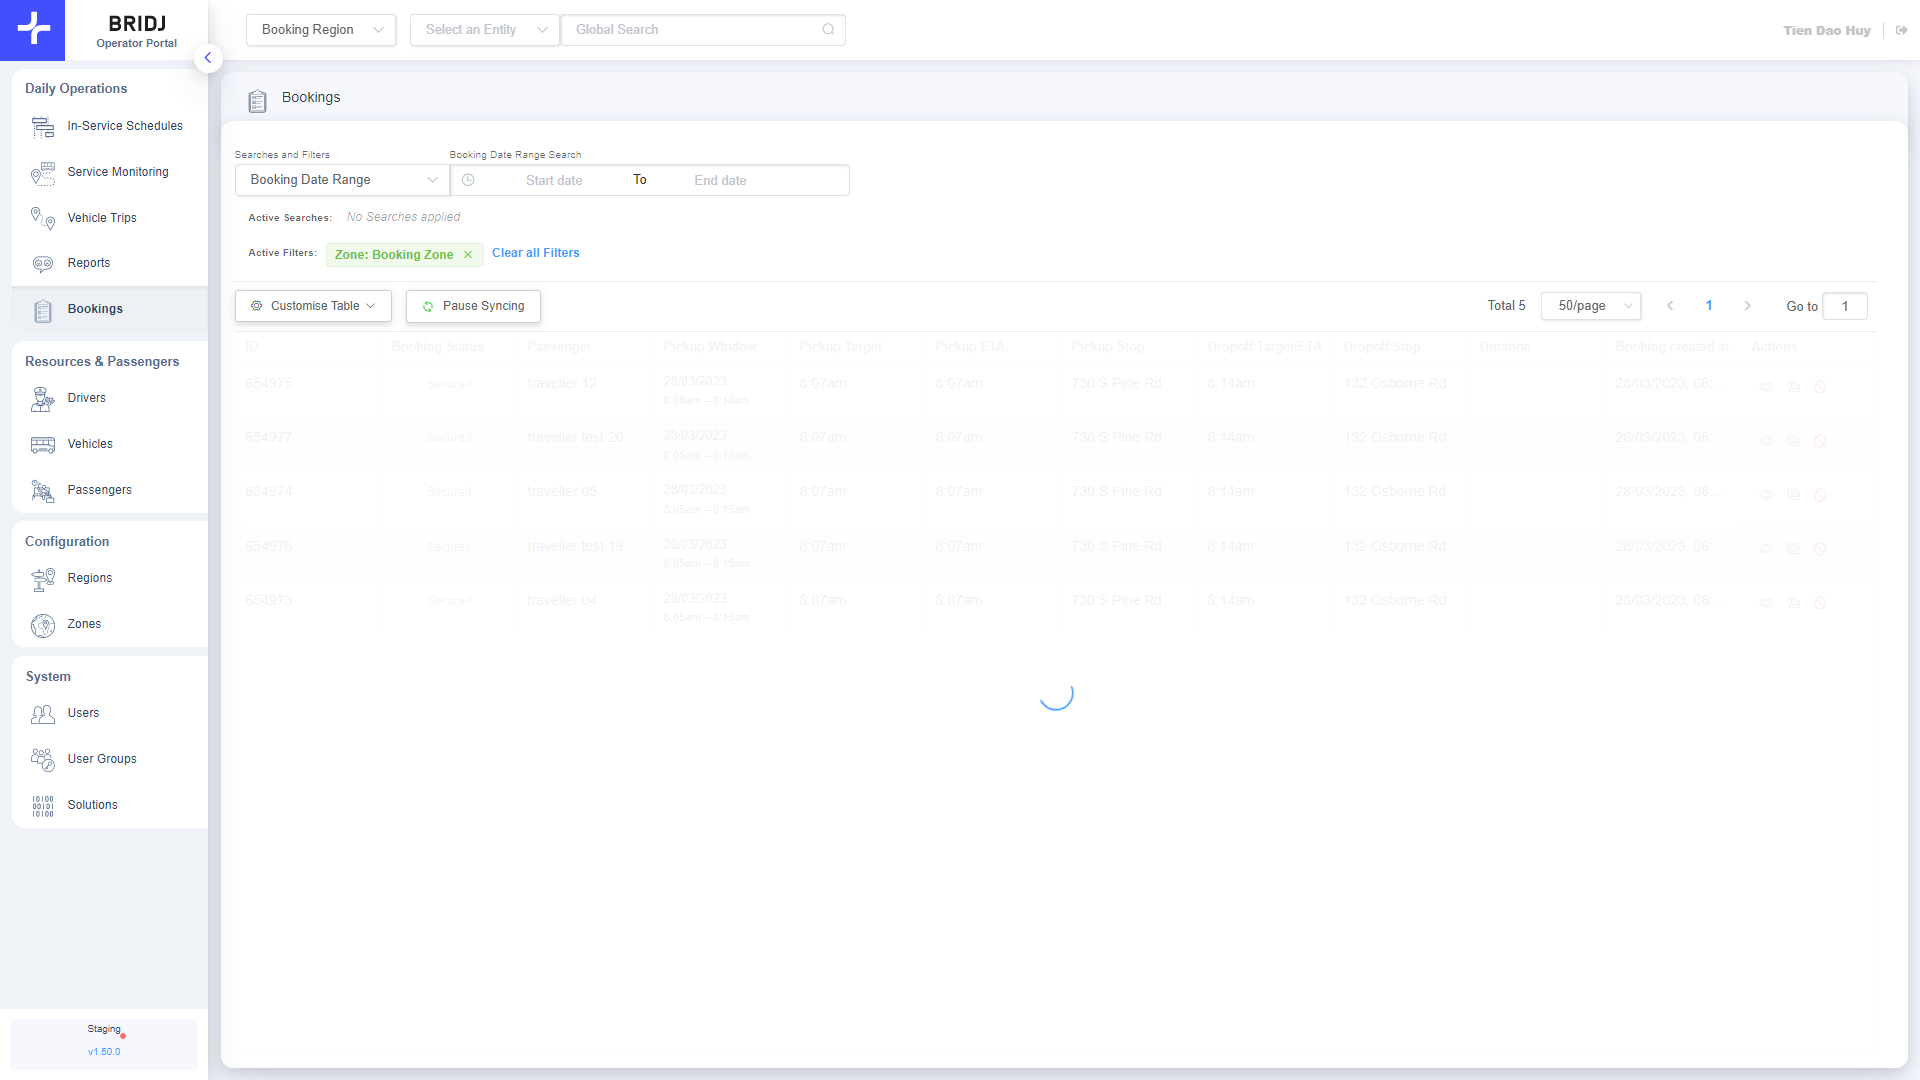 BRIDJ
Operator Portal
Booking Region
Select an Entity
Global Search
Tien Dao Huy
Daily Operations
In-Service Schedules
Service Monitoring
Vehicle Trips
Reports
Bookings
Resources & Passengers
Drivers
Vehicles
Passengers
Configuration
Regions
Zones
System
Users
User Groups
Solutions
Staging
v1.50.0
Bookings
Searches and Filters
Booking Date Range Search
Booking Date Range
Start date To End date
Active Searches: No Searches applied
Active Filters: Zone: Booking Zone Clear all Filters
Customise Table
Pause Syncing
Total 5
50/page
1
Go to 1
ID Booking Status Passenger Pickup Window Pickup Target Pickup ETA Pickup Stop Dropoff Target/ETA Dropoff Stop Duration Booking created at Actions
654975 Secured traveller 12 28/03/2023 8:07am 8:07am 730 S Pine Rd 8:14am 132 Osborne Rd 28/03/2023, 08:...
8:06am – 8:16am
654977 Secured traveller test 20 28/03/2023 8:07am 8:07am 730 S Pine Rd 8:14am 132 Osborne Rd 28/03/2023, 08:...
8:05am – 8:15am
654974 Secured traveller 05 28/03/2023 8:07am 8:07am 730 S Pine Rd 8:14am 132 Osborne Rd 28/03/2023, 08:...
8:05am – 8:15am
654976 Secured traveller test 19 28/03/2023 8:07am 8:07am 730 S Pine Rd 8:14am 132 Osborne Rd 28/03/2023, 08:...
8:05am – 8:15am
654973 Secured traveller 04 28/03/2023 8:07am 8:07am 730 S Pine Rd 8:14am 132 Osborne Rd 28/03/2023, 08:...
8:05am – 8:15am